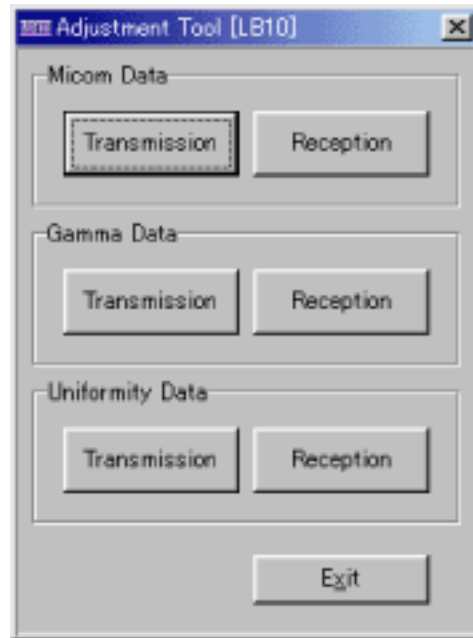 Adjustment Tool [LB10]
Micom Data
Transmission Reception
Gamma Data
Transmission Reception
Uniformity Data
Transmission Reception
Exit